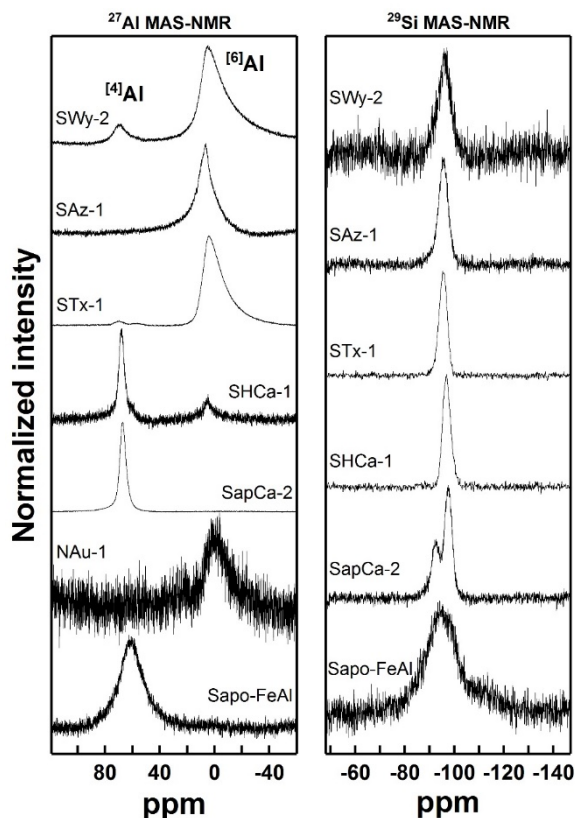 ²⁷Al MAS-NMR
[4]Al
[6]Al
SWy-2
SAz-1
STx-1
SHCa-1
SapCa-2
NAu-1
Sapo-FeAl
80 40 0 -40
ppm
Normalized intensity
²⁹Si MAS-NMR
SWy-2
SAz-1
STx-1
SHCa-1
SapCa-2
Sapo-FeAl
-60 -80 -100 -120 -140
ppm